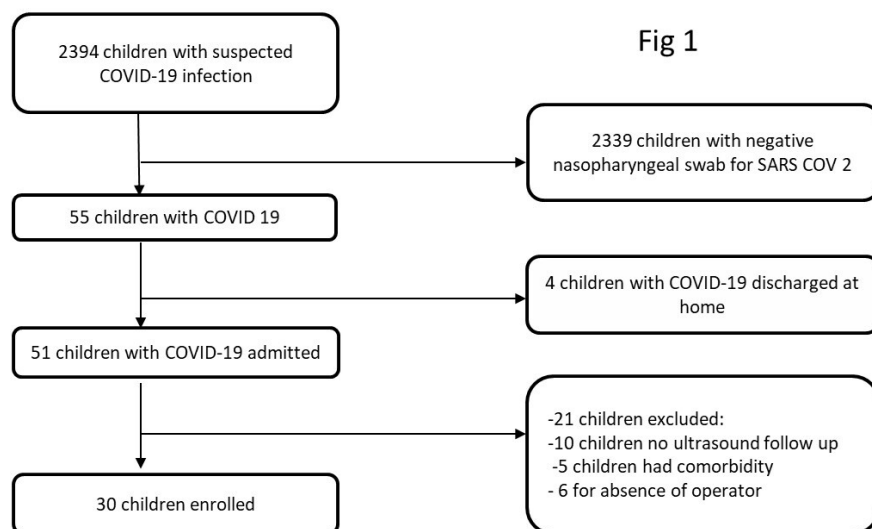 Fig 1
2394 children with suspected
COVID-19 infection
2339 children with negative
nasopharyngeal swab for SARS COV 2
55 children with COVID 19
4 children with COVID-19 discharged at
home
51 children with COVID-19 admitted
-21 children excluded:
-10 children no ultrasound follow up
-5 children had comorbidity
- 6 for absence of operator
30 children enrolled